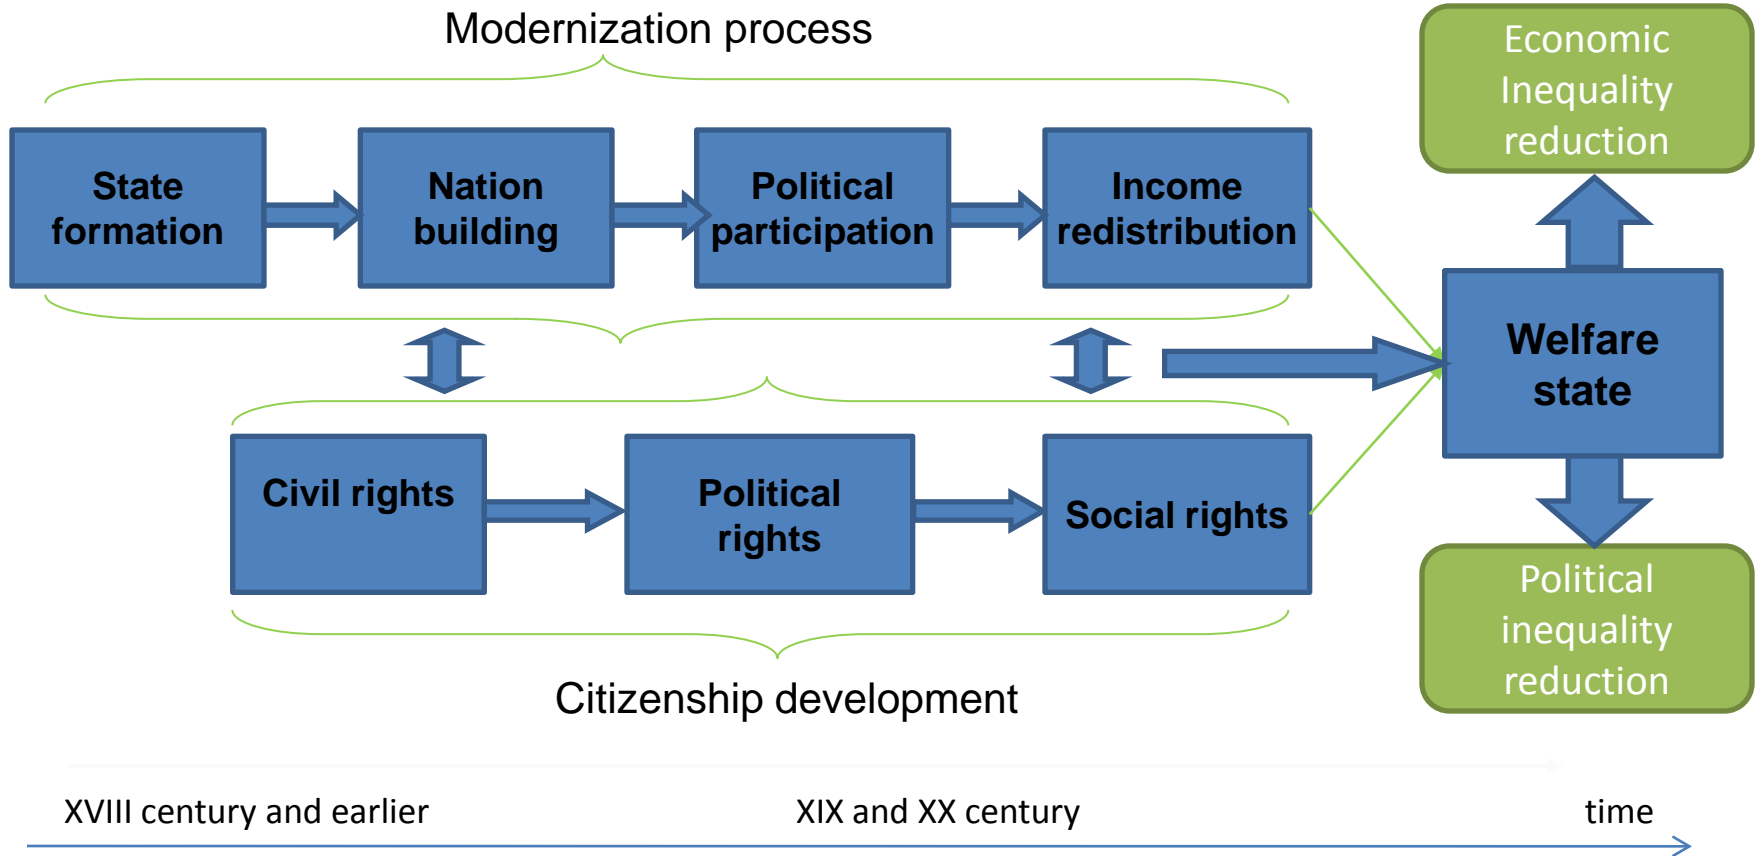 Modernization process
Economic
Inequality
reduction
State
formation
Nation
building
Political
participation
Income
redistribution
Welfare
state
Civil rights
Political
rights
Social rights
Political
inequality
reduction
Citizenship development
XVIII century and earlier
XIX and XX century
time